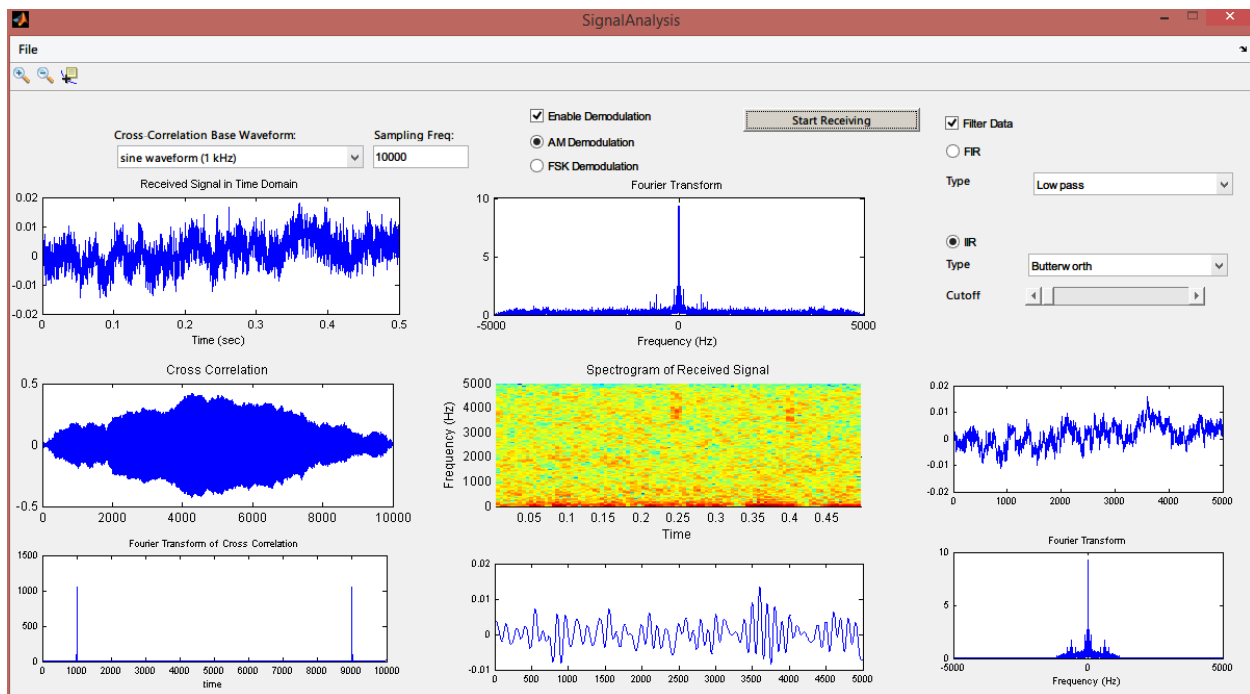 SignalAnalysis
File
Cross-Correlation Base Waveform:
Sampling Freq:
sine waveform (1 kHz)
10000
Enable Demodulation
AM Demodulation
FSK Demodulation
Start Receiving
Filter Data
FIR
Type
Low pass
IIR
Type
Butterworth
Cutoff
Received Signal in Time Domain
0.02
0.01
0
-0.01
-0.02
0 0.1 0.2 0.3 0.4 0.5
Time (sec)
Fourier Transform
10
5
0
-5000 0 5000
Frequency (Hz)
Cross Correlation
0.5
0
-0.5
0 2000 4000 6000 8000 10000
Spectrogram of Received Signal
Frequency (Hz)
5000
4000
3000
2000
1000
0
0.05 0.1 0.15 0.2 0.25 0.3 0.35 0.4 0.45
Time
0.02
0.01
0
-0.01
-0.02
0 1000 2000 3000 4000 5000
Fourier Transform of Cross Correlation
1500
1000
500
0
0 1000 2000 3000 4000 5000 6000 7000 8000 9000 10000
time
0.02
0.01
0
-0.01
0 500 1000 1500 2000 2500 3000 3500 4000 4500 5000
Fourier Transform
10
5
0
-5000 0 5000
Frequency (Hz)